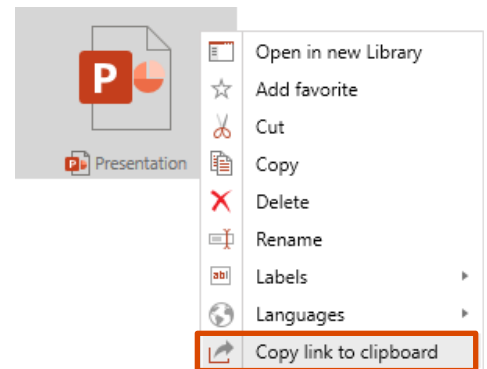 P
Presentation
Open in new Library
Add favorite
Cut
Copy
Delete
Rename
abl
Labels
Languages
Copy link to clipboard